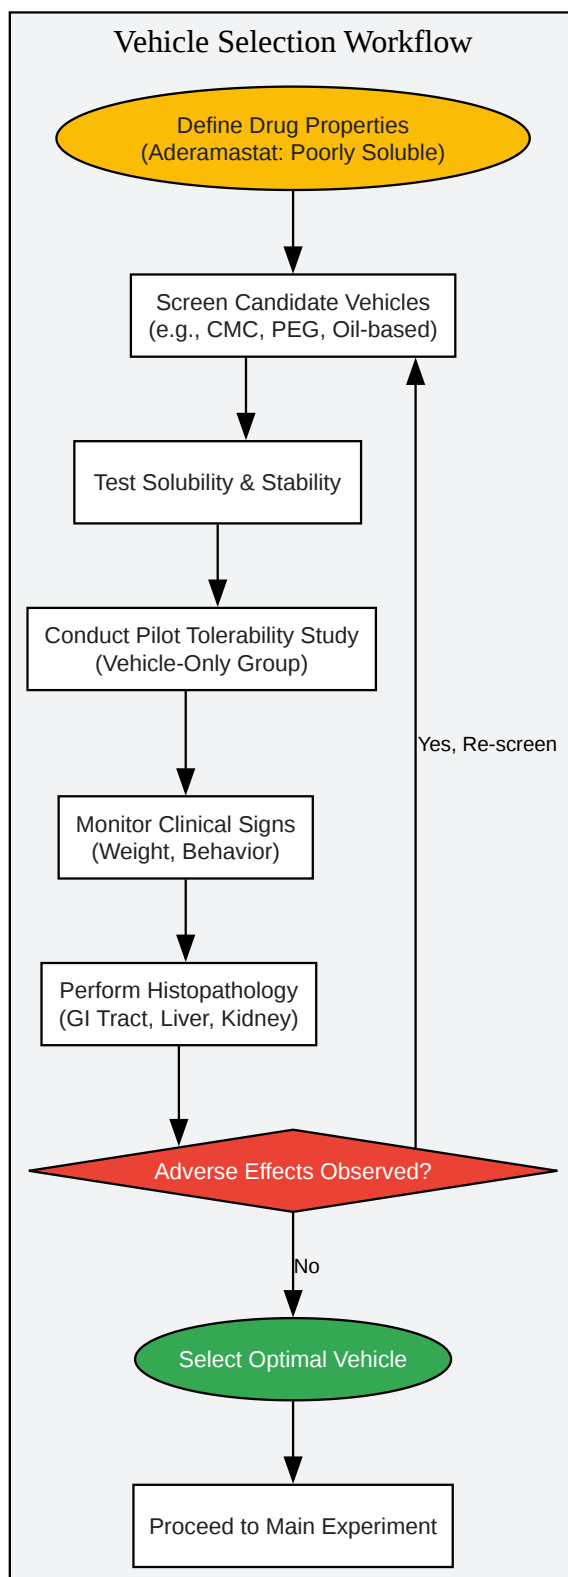 Vehicle Selection Workflow
Define Drug Properties
(Aderamastat: Poorly Soluble)
Screen Candidate Vehicles
(e.g., CMC, PEG, Oil-based)
Test Solubility & Stability
Conduct Pilot Tolerability Study
(Vehicle-Only Group)
Yes, Re-screen
Monitor Clinical Signs
(Weight, Behavior)
Perform Histopathology
(GI Tract, Liver, Kidney)
Adverse Effects Observed?
No
Select Optimal Vehicle
Proceed to Main Experiment